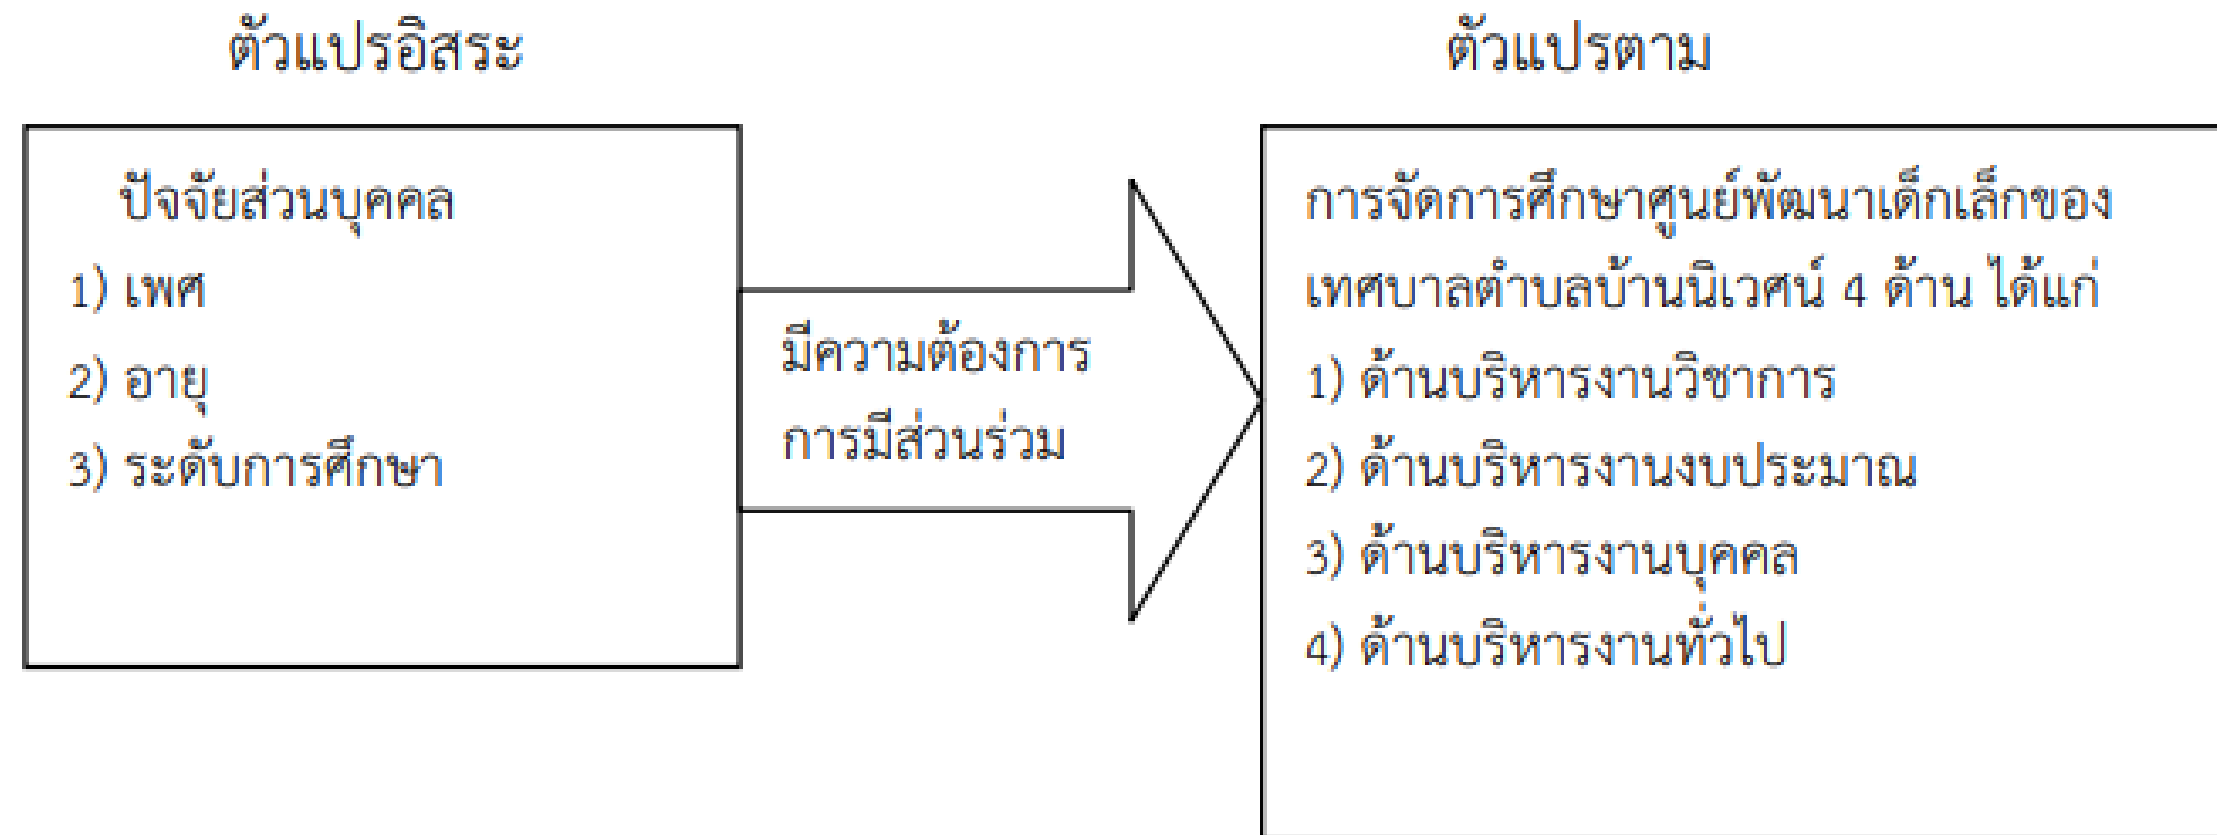 ตัวแปรอิสระ
ตัวแปรตาม
ปัจจัยส่วนบุคคล
1) เพศ
2) อายุ
3) ระดับการศึกษา
มีความต้องการ
การมีส่วนร่วม
การจัดการศึกษาศูนย์พัฒนาเด็กเล็กของ
เทศบาลตำบลบ้านนิเวศน์ 4 ด้าน ได้แก่
1) ด้านบริหารงานวิชาการ
2) ด้านบริหารงานงบประมาณ
3) ด้านบริหารงานบุคคล
4) ด้านบริหารงานทั่วไป